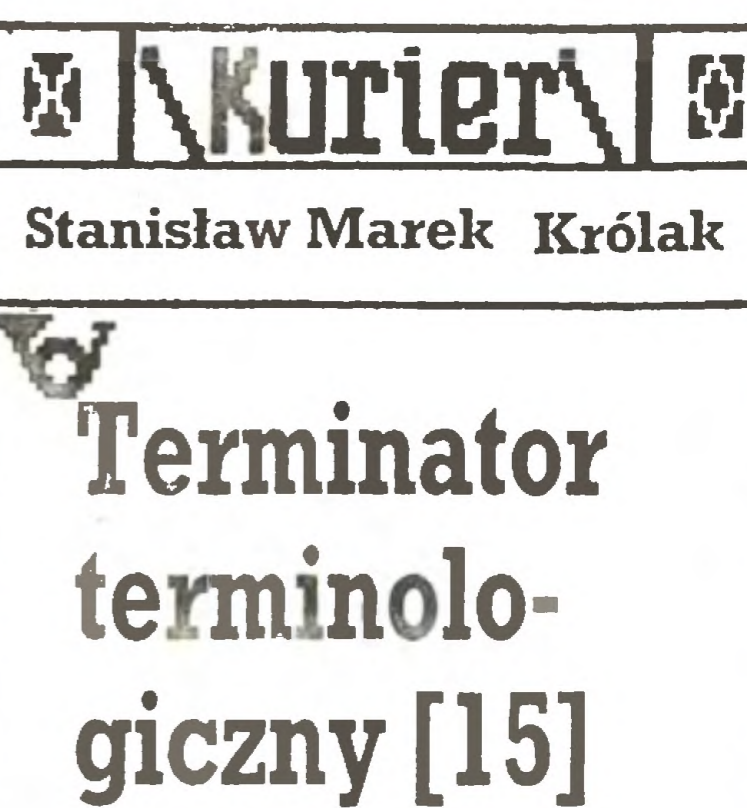 \Kurier\
Stanisław Marek Królak
Terminator
terminolo-
giczny [15]